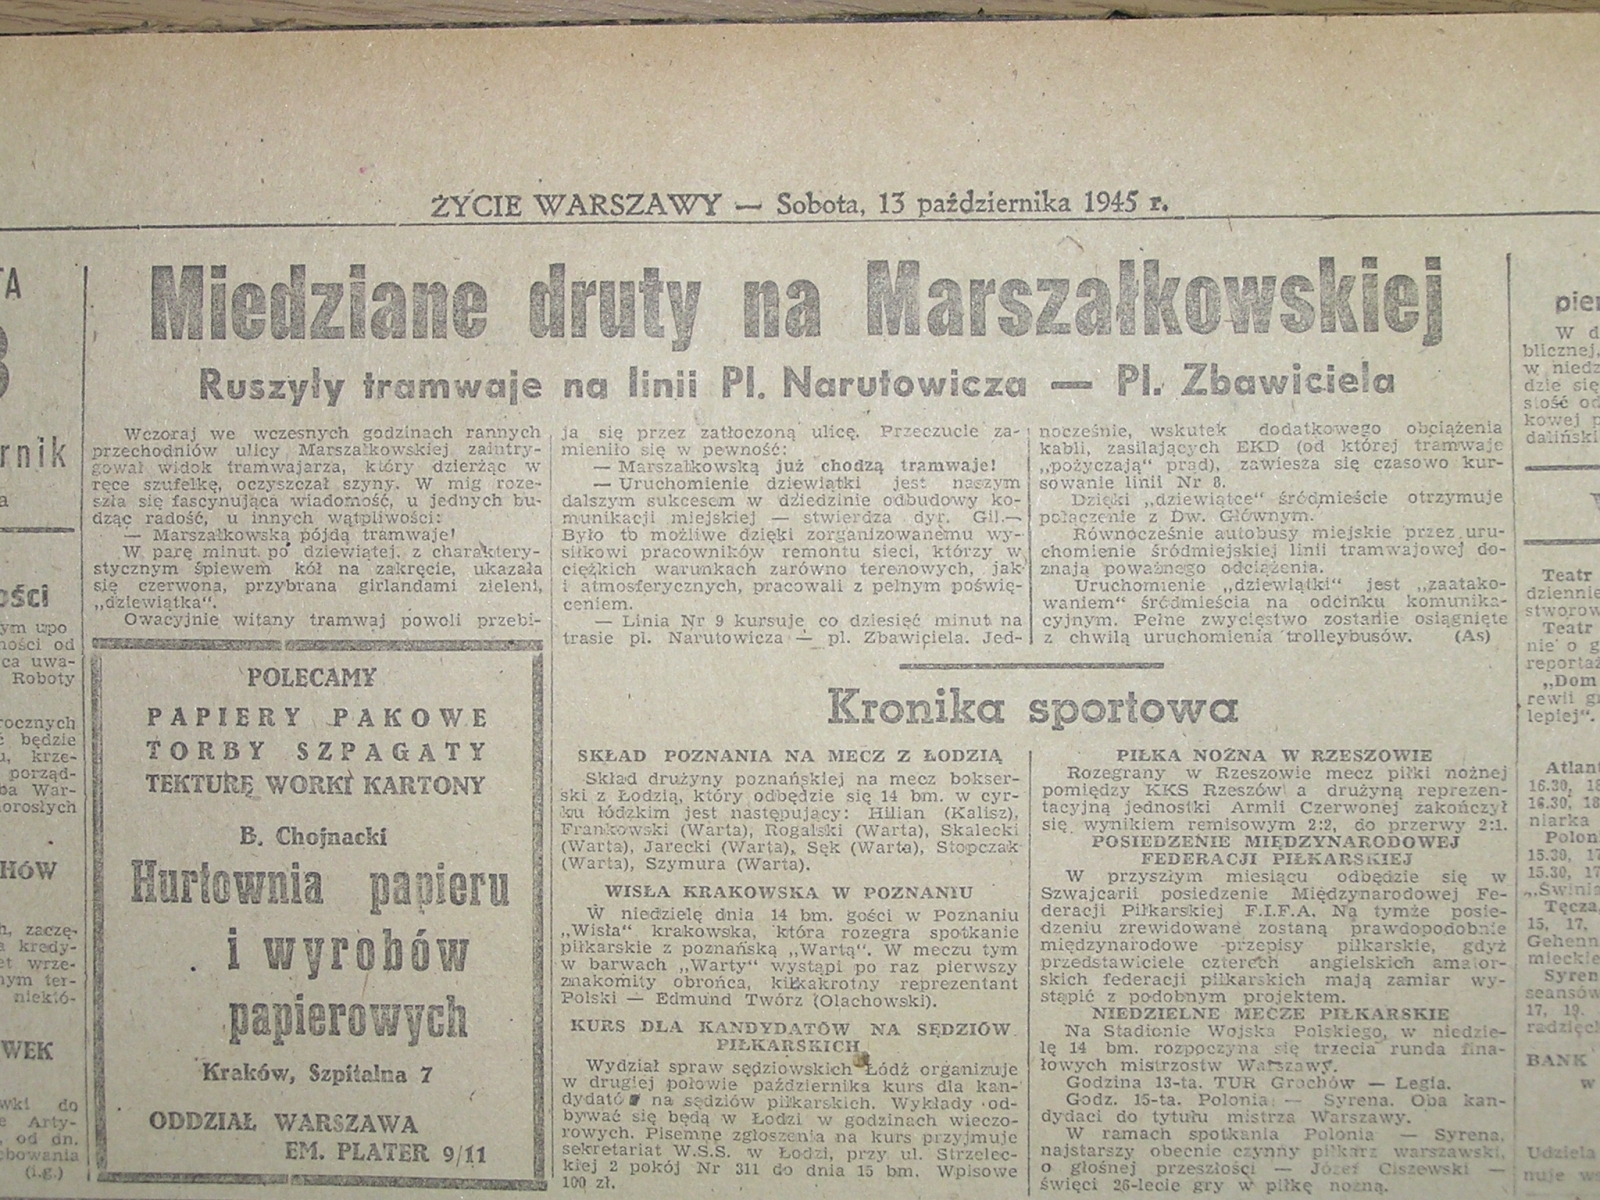 ŻYCIE WARSZAWY — Sobota, 13 października 1945 r.
Miedziane druty na Marszałkowskiej
Ruszyły tramwaje na linii Pl. Narutowicza — Pl. Zbawiciela
Wczoraj we wczesnych godzinach rannych
przechodniów ulicy Marszałkowskiej zaintry-
gował widok tramwajarza, który dzierżąc w
ręce szufelkę, oczyszczał szyny. W mig roze-
szła się fascynująca wiadomość, u jednych bu-
dząc radość, u innych wątpliwości:
— Marszałkowską pójdą tramwaje!
W parę minut po dziewiątej, z charaktery-
stycznym śpiewem kół na zakręcie, ukazała
się czerwona, przybrana girlandami zieleni,
„dziewiątka“.
Owacyjnie witany tramwaj powoli przebi-
ja się przez zatłoczoną ulicę. Przeczucie za-
mieniło się w pewność:
— Marszałkowską już chodzą tramwaje!
— Uruchomienie dziewiątki jest naszym
dalszym sukcesem w dziedzinie odbudowy ko-
munikacji miejskiej — stwierdza dyr. Gil.—
Było to możliwe dzięki zorganizowanemu wy-
siłkowi pracowników remontu sieci, którzy w
ciężkich warunkach zarówno terenowych, jak
i atmosferycznych, pracowali z pełnym poświę-
ceniem.
— Linia Nr 9 kursuje co dziesięć minut na
trasie pl. Narutowicza — pl. Zbawiciela. Jed-
nocześnie, wskutek dodatkowego obciążenia
kabli, zasilających EKD (od której tramwaje
„pożyczają“ prąd), zawiesza się czasowo kur-
sowanie linii Nr 8.
Dzięki „dziewiątce“ śródmieście otrzymuje
połączenie z Dw. Głównym.
Równocześnie autobusy miejskie przez uru-
chomienie śródmiejskiej linii tramwajowej do-
znają poważnego odciążenia.
Uruchomienie „dziewiątki“ jest „zaatako-
waniem“ śródmieścia na odcinku komunika-
cyjnym. Pełne zwycięstwo zostanie osiągnięte
z chwilą uruchomienia trolleybusów. (As)
POLECAMY
PAPIERY PAKOWE
TORBY SZPAGATY
TEKTURĘ WORKI KARTONY
B. Chojnacki
Hurtownia papieru
i wyrobów
papierowych
Kraków, Szpitalna 7
ODDZIAŁ WARSZAWA
EM. PLATER 9/11
Kronika sportowa
SKŁAD POZNANIA NA MECZ Z ŁODZIĄ
Skład drużyny poznańskiej na mecz bokser-
ski z Łodzią, który odbędzie się 14 bm. w cyr-
ku łódzkim jest następujący: Hillan (Kalisz),
Frankowski (Warta), Rogalski (Warta), Skalecki
(Warta), Jarecki (Warta), Sęk (Warta), Stopczak
(Warta), Szymura (Warta).
WISŁA KRAKOWSKA W POZNANIU
W niedzielę dnia 14 bm. gości w Poznaniu
„Wisła“ krakowska, która rozegra spotkanie
piłkarskie z poznańską „Wartą“. W meczu tym
w barwach „Warty“ wystąpi po raz pierwszy
znakomity obrońca, kilkakrotny reprezentant
Polski — Edmund Twórz (Olachowski).
KURS DLA KANDYDATÓW NA SĘDZIÓW
PIŁKARSKICH
Wydział spraw sędziowskich Łódź organizuje
w drugiej połowie października kurs dla kan-
dydató na sędziów piłkarskich. Wykłady od-
bywać się będą w Łodzi w godzinach wieczo-
rowych. Pisemne zgłoszenia na kurs przyjmuje
sekretariat W.S.S. w Łodzi, przy ul. Strzelec-
kiej 2 pokój Nr 311 do dnia 15 bm. Wpisowe
100 zł.
PIŁKA NOŻNA W RZESZOWIE
Rozegrany w Rzeszowie mecz piłki nożnej
pomiędzy KKS Rzeszów a drużyną reprezen-
tacyjną jednostki Armii Czerwonej zakończył
się wynikiem remisowym 2:2, do przerwy 2:1.
POSIEDZENIE MIĘDZYNARODOWEJ
FEDERACJI PIŁKARSKIEJ
W przyszłym miesiącu odbędzie się w
Szwajcarii posiedzenie Międzynarodowej Fe-
deracji Piłkarskiej F.I.F.A. Na tymże posie-
dzeniu zrewidowane zostaną prawdopodobnie
międzynarodowe przepisy piłkarskie, gdyż
przedstawiciele czterech angielskich amator-
skich federacji piłkarskich mają zamiar wy-
stąpić z podobnym projektem.
NIEDZIELNE MECZE PIŁKARSKIE
Na Stadionie Wojska Polskiego, w niedzie-
lę 14 bm. rozpoczyna się trzecia runda fina-
łowych mistrzostw Warszawy.
Godzina 13-ta. TUR Grochów — Legia.
Godz. 15-ta. Polonia — Syrena. Oba kan-
dydaci do tytułu mistrza Warszawy.
W ramach spotkania Polonia — Syrena,
najstarszy obecnie czynny piłkarz warszawski,
o głośnej przeszłości — Józef Ciszewski —
święci 26-lecie gry w piłkę nożną.